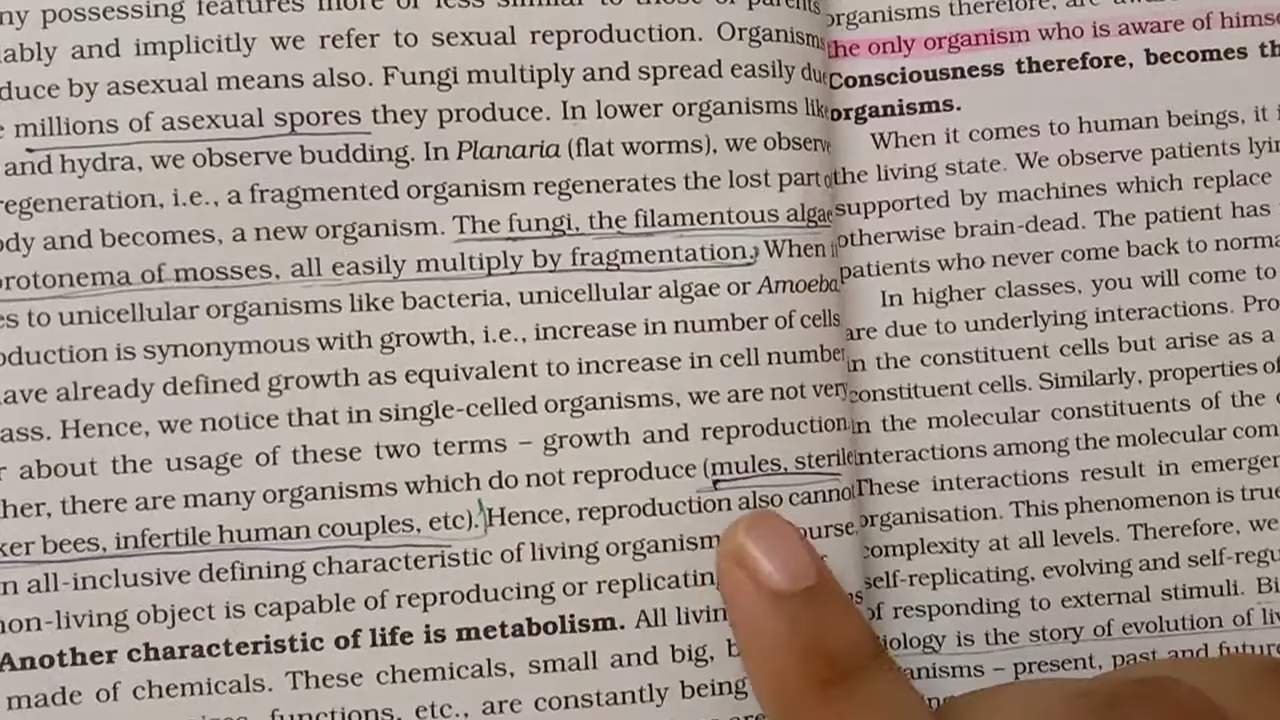 ny possessing features more or less similar to those of parents
ably and implicitly we refer to sexual reproduction. Organisms
duce by asexual means also. Fungi multiply and spread easily du
millions of asexual spores they produce. In lower organisms lik
and hydra, we observe budding. In Planaria (flat worms), we observe
regeneration, i.e., a fragmented organism regenerates the lost part o
ody and becomes, a new organism. The fungi, the filamentous algae
rotonema of mosses, all easily multiply by fragmentation. When i
es to unicellular organisms like bacteria, unicellular algae or Amoeba
oduction is synonymous with growth, i.e., increase in number of cells
ave already defined growth as equivalent to increase in cell number
ass. Hence, we notice that in single-celled organisms, we are not very
r about the usage of these two terms – growth and reproduction
her, there are many organisms which do not reproduce (mules, sterile
ker bees, infertile human couples, etc). Hence, reproduction also canno
n all-inclusive defining characteristic of living organism ourse
non-living object is capable of reproducing or replicatin
Another characteristic of life is metabolism. All livin
made of chemicals. These chemicals, small and big, b
functions, etc., are constantly being
organisms therefore, are
the only organism who is aware of himse
Consciousness therefore, becomes th
organisms.
When it comes to human beings, it i
the living state. We observe patients lyin
supported by machines which replace
otherwise brain-dead. The patient has
patients who never come back to norma
In higher classes, you will come to
are due to underlying interactions. Pro
in the constituent cells but arise as a
constituent cells. Similarly, properties of
in the molecular constituents of the
interactions among the molecular com
These interactions result in emerger
organisation. This phenomenon is true
complexity at all levels. Therefore, we
self-replicating, evolving and self-regu
of responding to external stimuli. Bi
iology is the story of evolution of liv
anisms – present, past and future